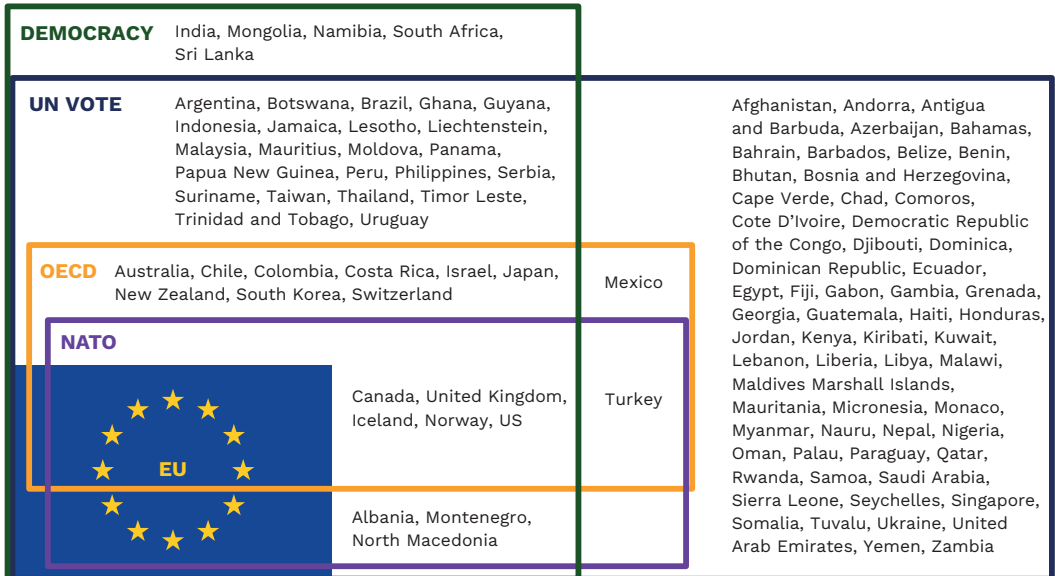 DEMOCRACY India, Mongolia, Namibia, South Africa,
Sri Lanka
UN VOTE Argentina, Botswana, Brazil, Ghana, Guyana,
Indonesia, Jamaica, Lesotho, Liechtenstein,
Malaysia, Mauritius, Moldova, Panama,
Papua New Guinea, Peru, Philippines, Serbia,
Suriname, Taiwan, Thailand, Timor Leste,
Trinidad and Tobago, Uruguay
OECD Australia, Chile, Colombia, Costa Rica, Israel, Japan,
New Zealand, South Korea, Switzerland
Mexico
NATO
Canada, United Kingdom,
Iceland, Norway, US
Turkey
EU
Albania, Montenegro,
North Macedonia
Afghanistan, Andorra, Antigua
and Barbuda, Azerbaijan, Bahamas,
Bahrain, Barbados, Belize, Benin,
Bhutan, Bosnia and Herzegovina,
Cape Verde, Chad, Comoros,
Cote D’Ivoire, Democratic Republic
of the Congo, Djibouti, Dominica,
Dominican Republic, Ecuador,
Egypt, Fiji, Gabon, Gambia, Grenada,
Georgia, Guatemala, Haiti, Honduras,
Jordan, Kenya, Kiribati, Kuwait,
Lebanon, Liberia, Libya, Malawi,
Maldives Marshall Islands,
Mauritania, Micronesia, Monaco,
Myanmar, Nauru, Nepal, Nigeria,
Oman, Palau, Paraguay, Qatar,
Rwanda, Samoa, Saudi Arabia,
Sierra Leone, Seychelles, Singapore,
Somalia, Tuvalu, Ukraine, United
Arab Emirates, Yemen, Zambia